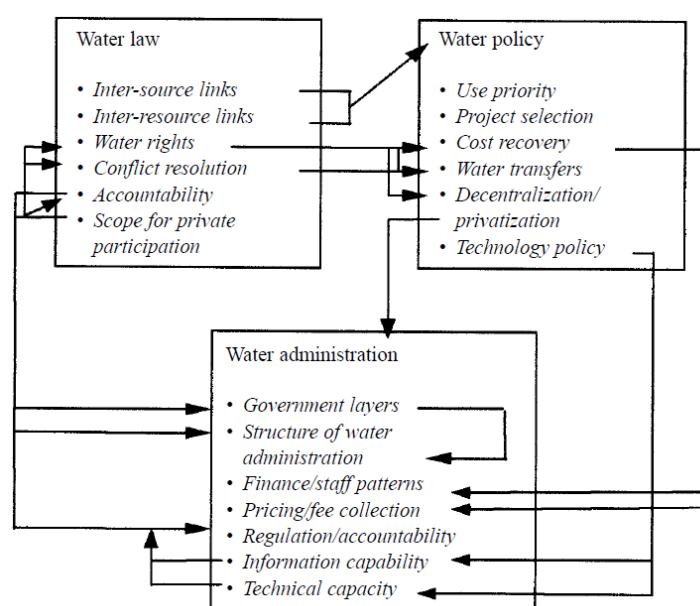 Water law
• Inter-source links
• Inter-resource links
• Water rights
• Conflict resolution
• Accountability
• Scope for private
participation
Water policy
• Use priority
• Project selection
• Cost recovery
• Water transfers
• Decentralization/
privatization
• Technology policy
Water administration
• Government layers
• Structure of water
administration
• Finance/staff patterns
• Pricing/fee collection
• Regulation/accountability
• Information capability
• Technical capacity